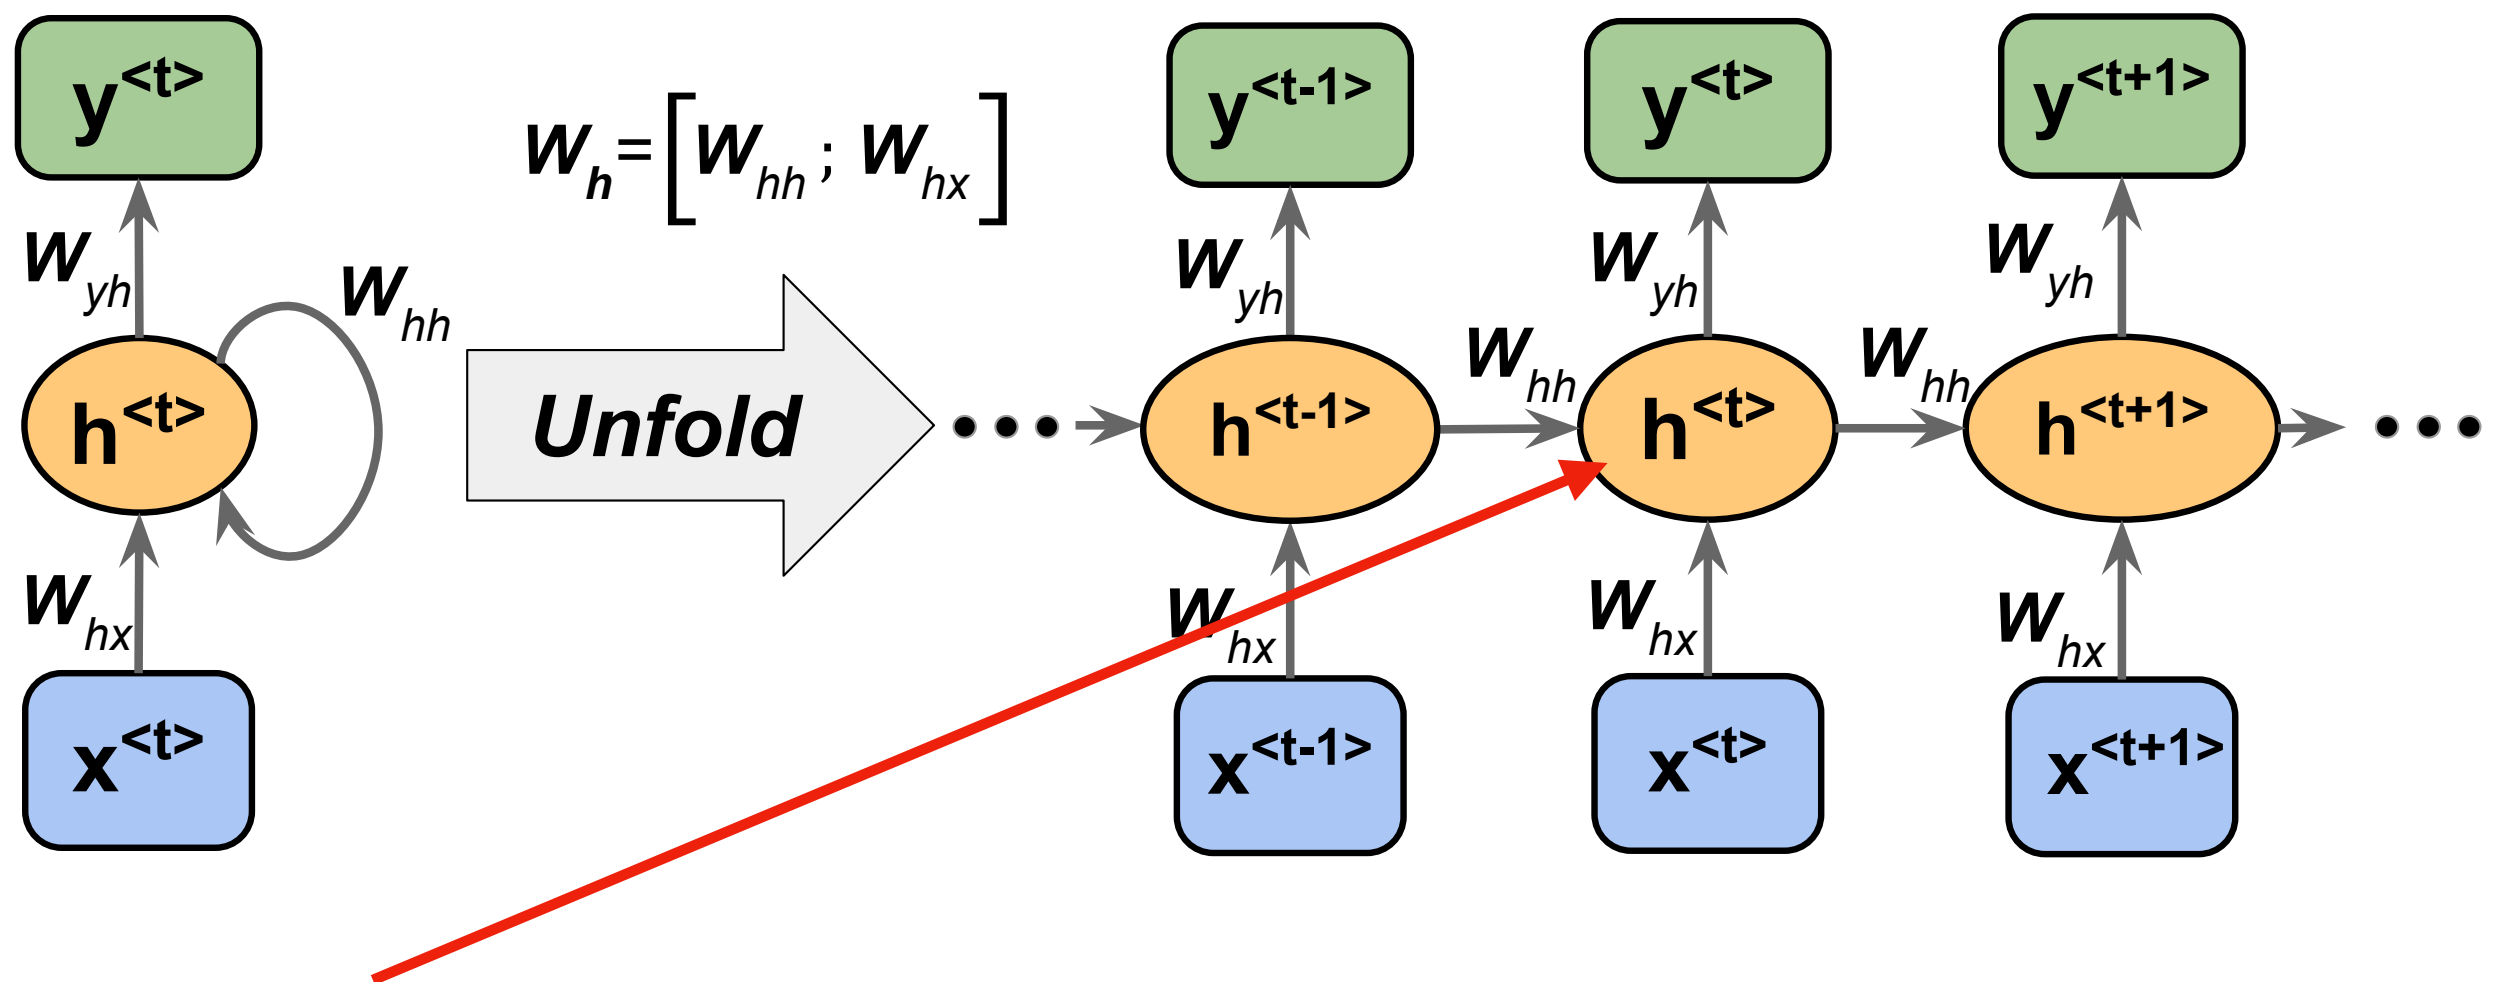 y<t>
W_h=[W_hh ; W_hx]
y<t-1>
y<t>
y<t+1>
W_yh
W_hh
W_yh
W_yh
W_yh
h<t>
Unfold
h<t-1>
W_hh
h<t>
W_hh
h<t+1>
W_hx
W_hx
W_hx
W_hx
x<t>
x<t-1>
x<t>
x<t+1>